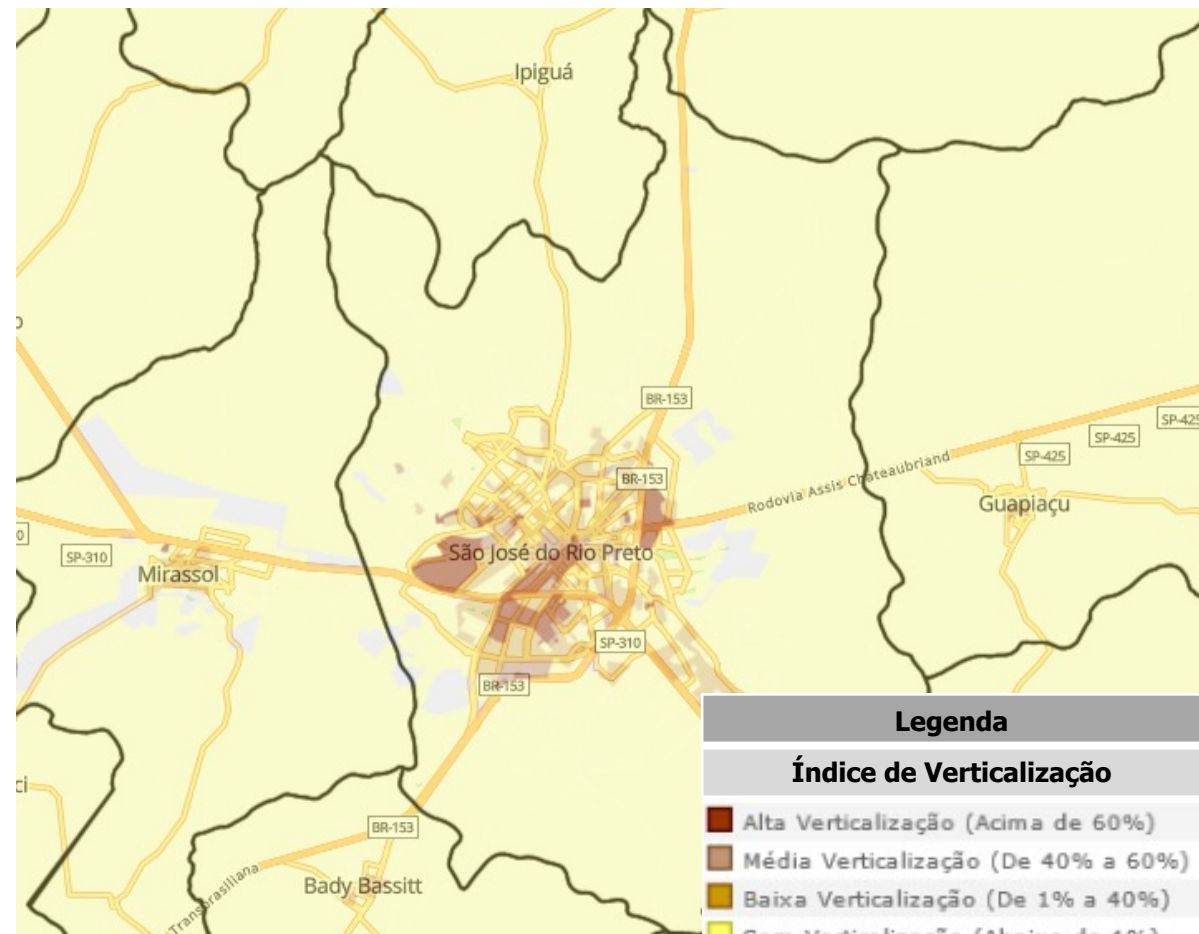 Ipiguá
BR-153
SP-425
SP-425
SP-425
BR-153
Rodovia Assis Chateaubriand
Guapiaçu
SP-310
Mirassol
São José do Rio Preto
SP-310
BR-153
Legenda
Índice de Verticalização
Alta Verticalização (Acima de 60%)
Média Verticalização (De 40% a 60%)
Baixa Verticalização (De 1% a 40%)
BR-153
Transbrasiliana
Bady Bassitt